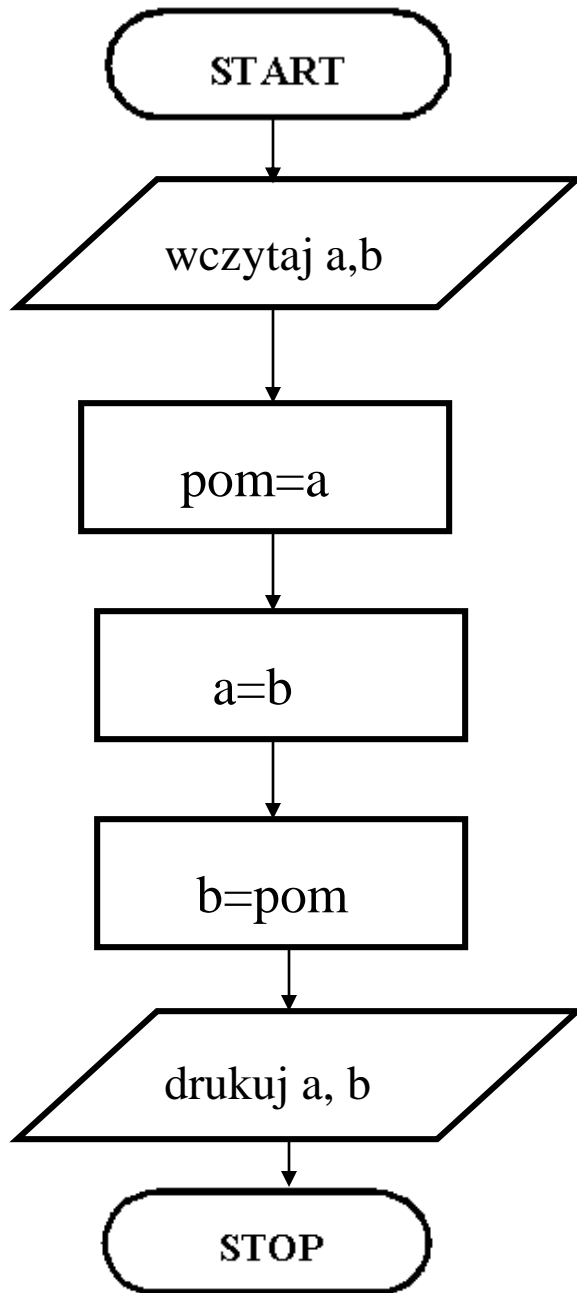 START
wczytaj a,b
pom=a
a=b
b=pom
drukuj a, b
STOP